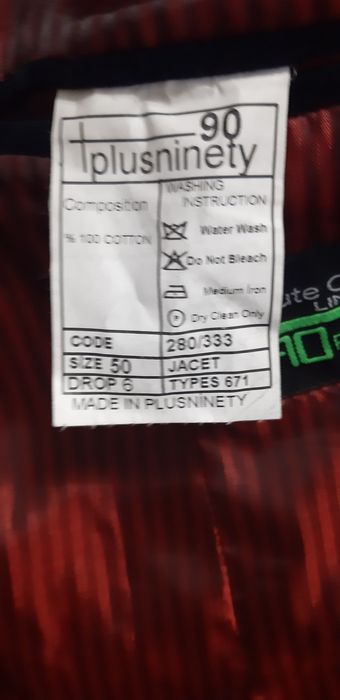 90
plusninety
Composition
WASHING
INSTRUCTION
% 100 COTTON
Water Wash
Do Not Bleach
Medium Iron
P Dry Clean Only
CODE 280/333
SIZE 50 JACET
DROP 6 TYPES 671
MADE IN PLUSNINETY